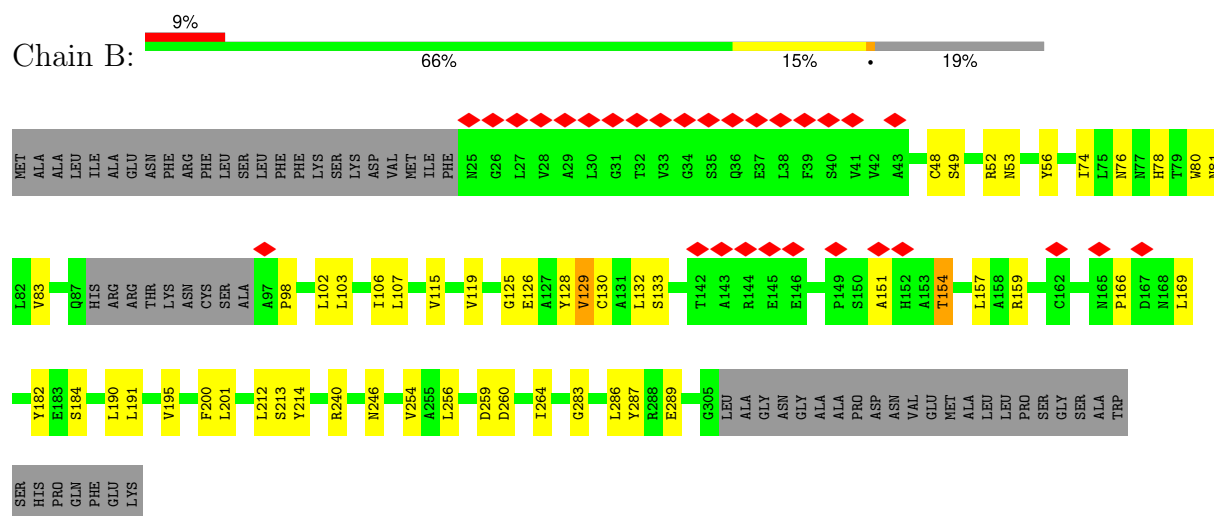 9%
Chain B:
66% 15% • 19%
MET ALA ALA LEU ILE ALA GLU ASN PHE ARG PHE LEU SER LEU PHE PHE LYS SER LYS ASP VAL MET ILE PHE N25 G26 L27 V28 A29 L30 G31 T32 V33 G34 S35 Q36 E37 L38 F39 S40 V41 V42 A43 C48 S49 R52 N53 Y56 I74 L75 N76 N77 H78 T79 W80 N81
L82 V83 Q87 HIS ARG ARG THR LYS ASN CYS SER ALA A97 P98 L102 L103 I106 L107 V115 V119 G125 E126 A127 Y128 V129 C130 A131 L132 S133 T142 A143 R144 E145 E146 P149 S150 A151 H152 A153 T154 L157 A158 R159 C162 N165 P166 D167 N168 L169
Y182 E183 S184 L190 L191 V195 F200 L201 L212 S213 Y214 R240 N246 V254 A255 L256 D259 D260 I264 G283 L286 Y287 R288 E289 G305 LEU ALA GLY ASN GLY ALA ALA PRO ASP ASN VAL GLU MET ALA LEU LEU PRO SER GLY SER ALA TRP
SER HIS PRO GLN PHE GLU LYS